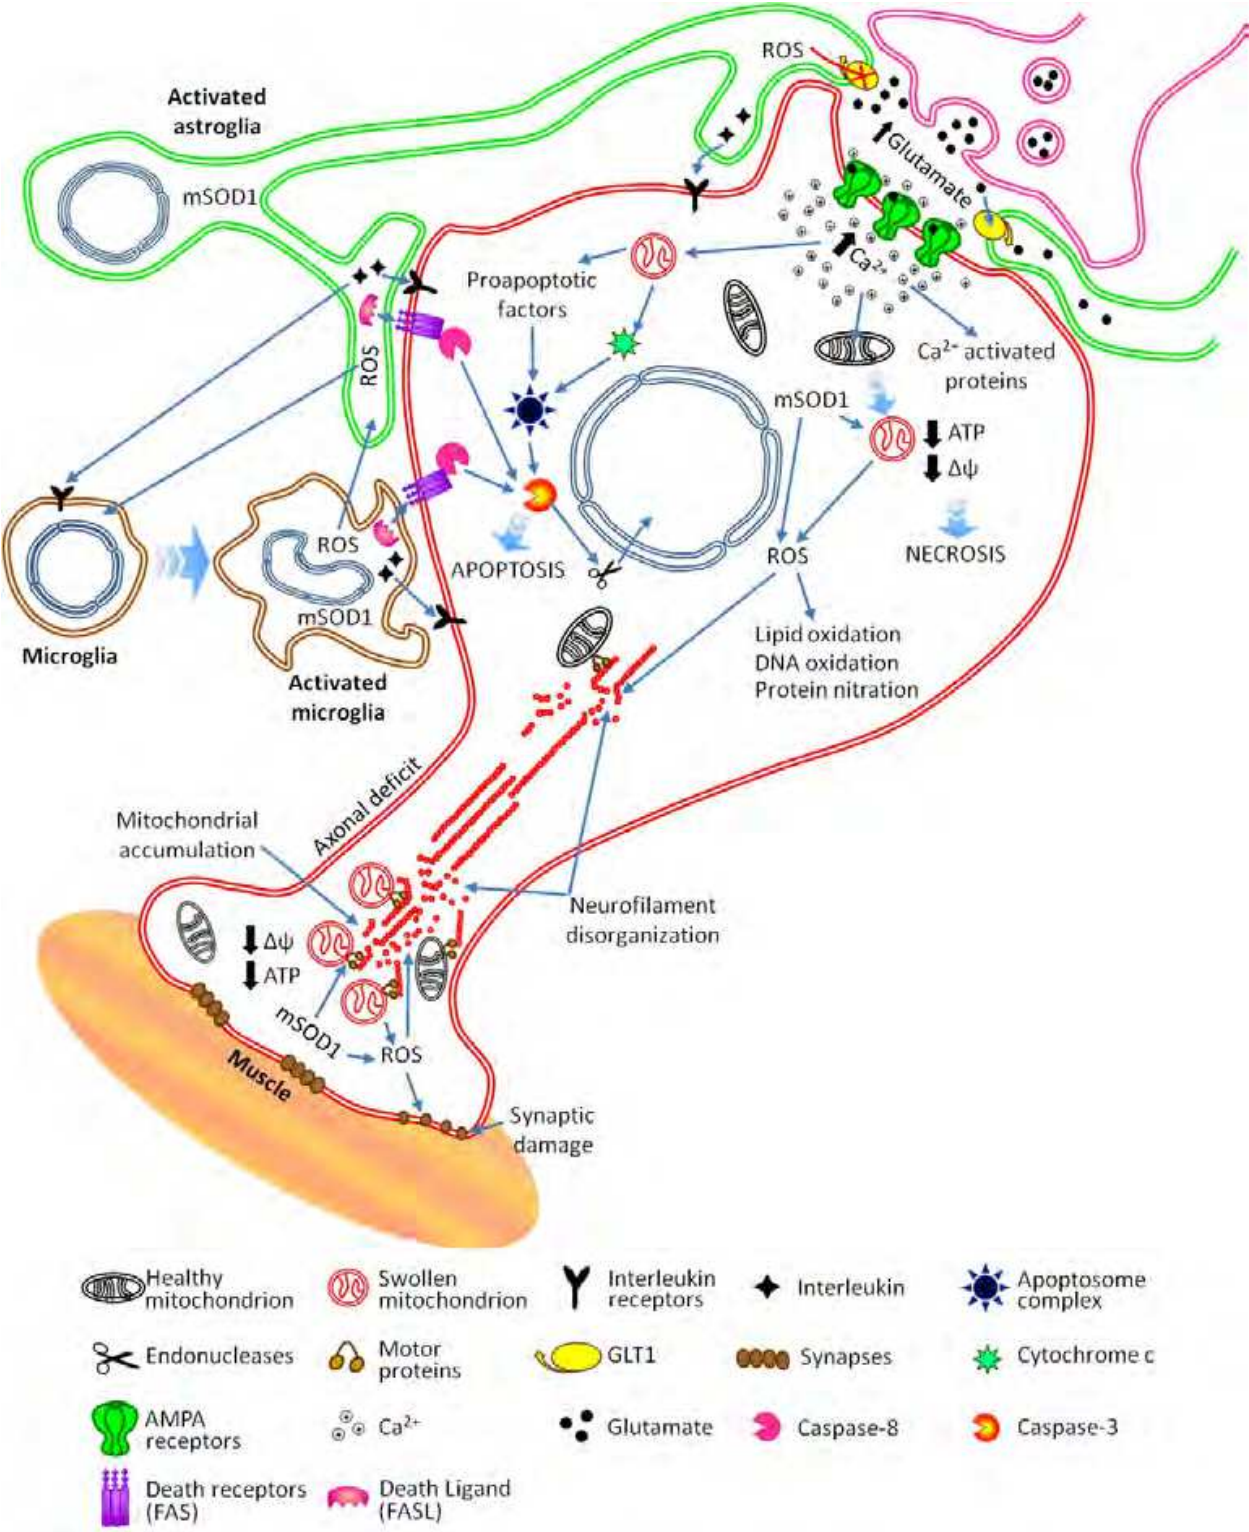 ROS
Activated
astroglia
mSOD1
Glutamate
Ca²⁺
Proapoptotic
factors
Ca²⁺ activated
proteins
ROS
mSOD1
ATP
Δψ
ROS
mSOD1
APOPTOSIS
ROS
NECROSIS
Microglia
Activated
microglia
Lipid oxidation
DNA oxidation
Protein nitration
Axonal deficit
Mitochondrial
accumulation
Neurofilament
disorganization
Δψ
ATP
mSOD1
ROS
Muscle
Synaptic
damage
Healthy
mitochondrion
Swollen
mitochondrion
Interleukin
receptors
Interleukin
Apoptosome
complex
Endonucleases
Motor
proteins
GLT1
Synapses
Cytochrome c
AMPA
receptors
Ca²⁺
Glutamate
Caspase-8
Caspase-3
Death receptors
(FAS)
Death Ligand
(FASL)